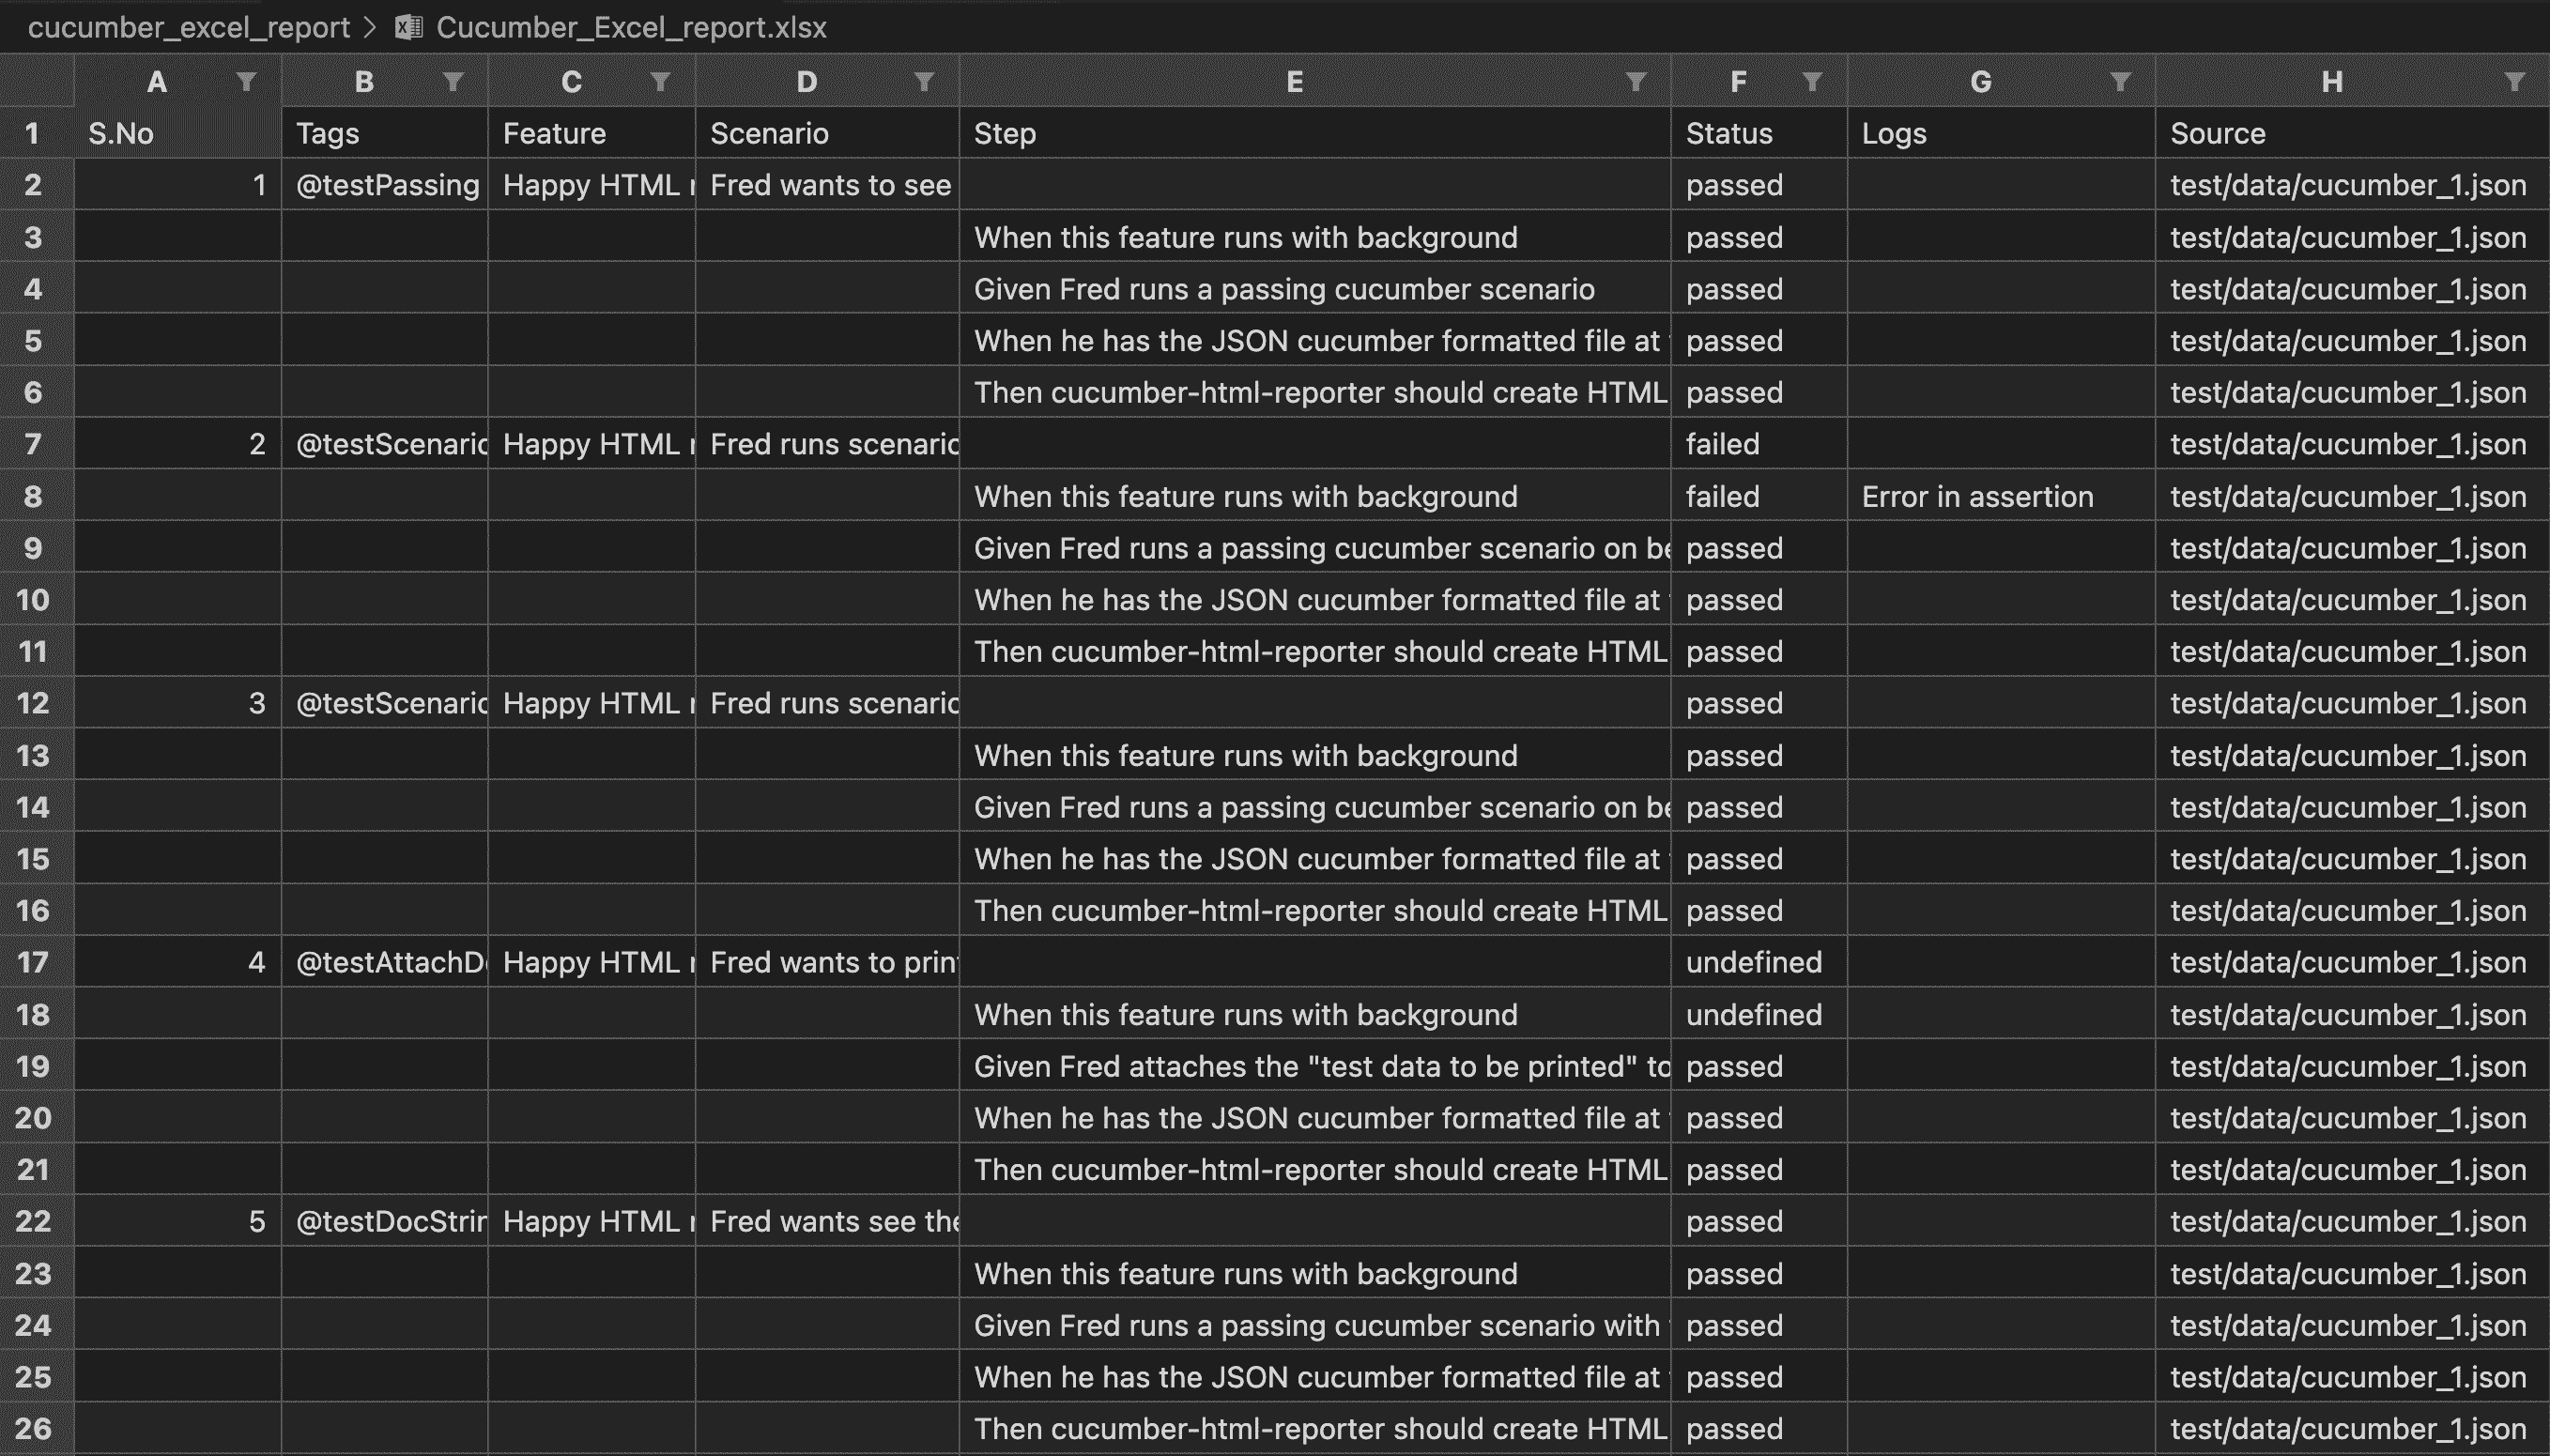 cucumber_excel_report > Cucumber_Excel_report.xlsx
A B C D E F G H
1 S.No Tags Feature Scenario Step Status Logs Source
2 1 @testPassing Happy HTML Fred wants to see passed test/data/cucumber_1.json
3 When this feature runs with background passed test/data/cucumber_1.json
4 Given Fred runs a passing cucumber scenario passed test/data/cucumber_1.json
5 When he has the JSON cucumber formatted file at passed test/data/cucumber_1.json
6 Then cucumber-html-reporter should create HTML passed test/data/cucumber_1.json
7 2 @testScenario Happy HTML Fred runs scenario failed test/data/cucumber_1.json
8 When this feature runs with background failed Error in assertion test/data/cucumber_1.json
9 Given Fred runs a passing cucumber scenario on be passed test/data/cucumber_1.json
10 When he has the JSON cucumber formatted file at passed test/data/cucumber_1.json
11 Then cucumber-html-reporter should create HTML passed test/data/cucumber_1.json
12 3 @testScenario Happy HTML Fred runs scenario passed test/data/cucumber_1.json
13 When this feature runs with background passed test/data/cucumber_1.json
14 Given Fred runs a passing cucumber scenario on be passed test/data/cucumber_1.json
15 When he has the JSON cucumber formatted file at passed test/data/cucumber_1.json
16 Then cucumber-html-reporter should create HTML passed test/data/cucumber_1.json
17 4 @testAttachD Happy HTML Fred wants to print undefined test/data/cucumber_1.json
18 When this feature runs with background undefined test/data/cucumber_1.json
19 Given Fred attaches the "test data to be printed" to passed test/data/cucumber_1.json
20 When he has the JSON cucumber formatted file at passed test/data/cucumber_1.json
21 Then cucumber-html-reporter should create HTML passed test/data/cucumber_1.json
22 5 @testDocStrin Happy HTML Fred wants see the passed test/data/cucumber_1.json
23 When this feature runs with background passed test/data/cucumber_1.json
24 Given Fred runs a passing cucumber scenario with passed test/data/cucumber_1.json
25 When he has the JSON cucumber formatted file at passed test/data/cucumber_1.json
26 Then cucumber-html-reporter should create HTML passed test/data/cucumber_1.json